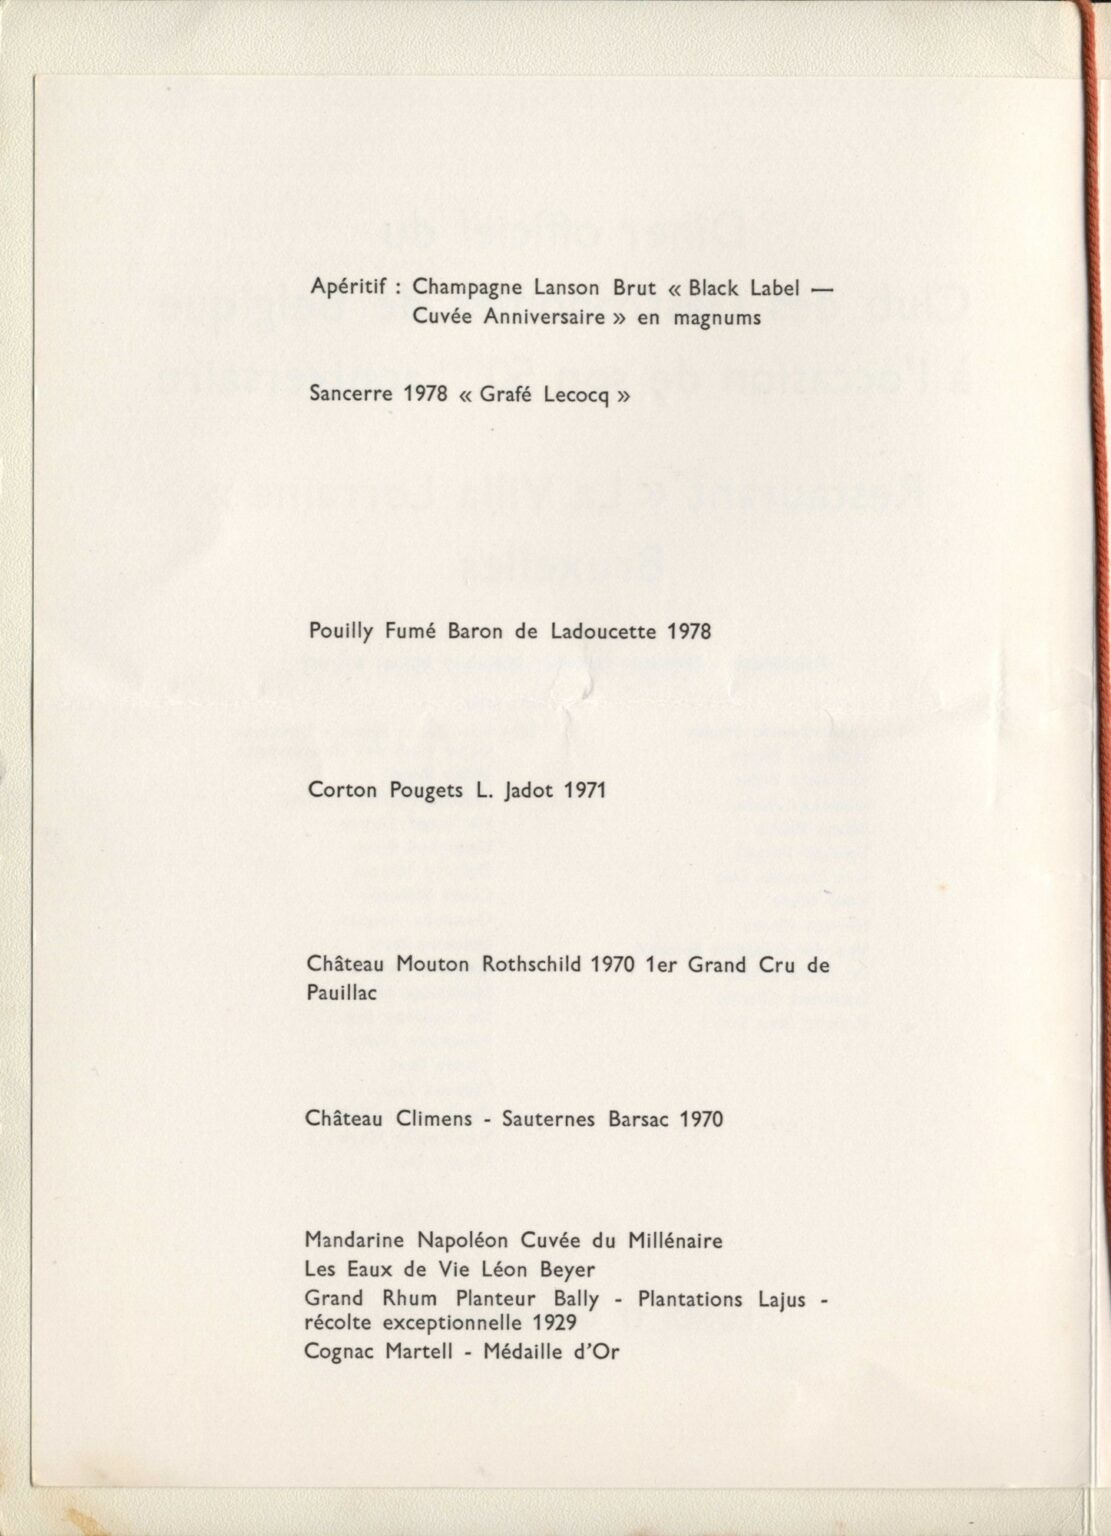 Apéritif : Champagne Lanson Brut « Black Label —
Cuvée Anniversaire » en magnums
Sancerre 1978 « Grafé Lecocq »
Pouilly Fumé Baron de Ladoucette 1978
Corton Pougets L. Jadot 1971
Château Mouton Rothschild 1970 1er Grand Cru de
Pauillac
Château Climens - Sauternes Barsac 1970
Mandarine Napoléon Cuvée du Millénaire
Les Eaux de Vie Léon Beyer
Grand Rhum Planteur Bally - Plantations Lajus -
récolte exceptionnelle 1929
Cognac Martell - Médaille d'Or